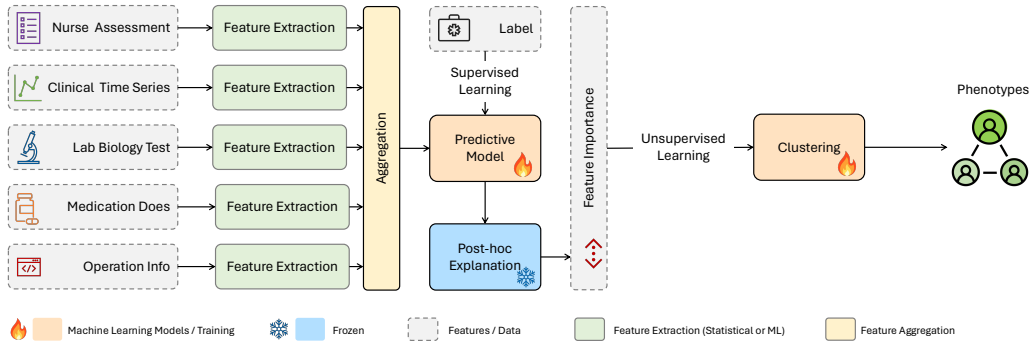 Nurse Assessment
Feature Extraction
Clinical Time Series
Feature Extraction
Lab Biology Test
Feature Extraction
Medication Does
Feature Extraction
Operation Info
Feature Extraction
Aggregation
Label
Supervised
Learning
Predictive
Model
Post-hoc
Explanation
Feature Importance
Unsupervised
Learning
Clustering
Phenotypes
Machine Learning Models / Training
Frozen
Features / Data
Feature Extraction (Statistical or ML)
Feature Aggregation